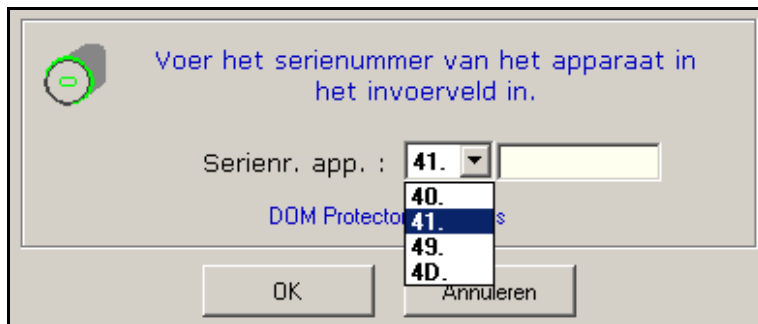 Voer het serienummer van het apparaat in
het invoerveld in.
Serienr. app. : 41.
40.
DOM Protector s
41.
49.
4D.
OK Annuleren